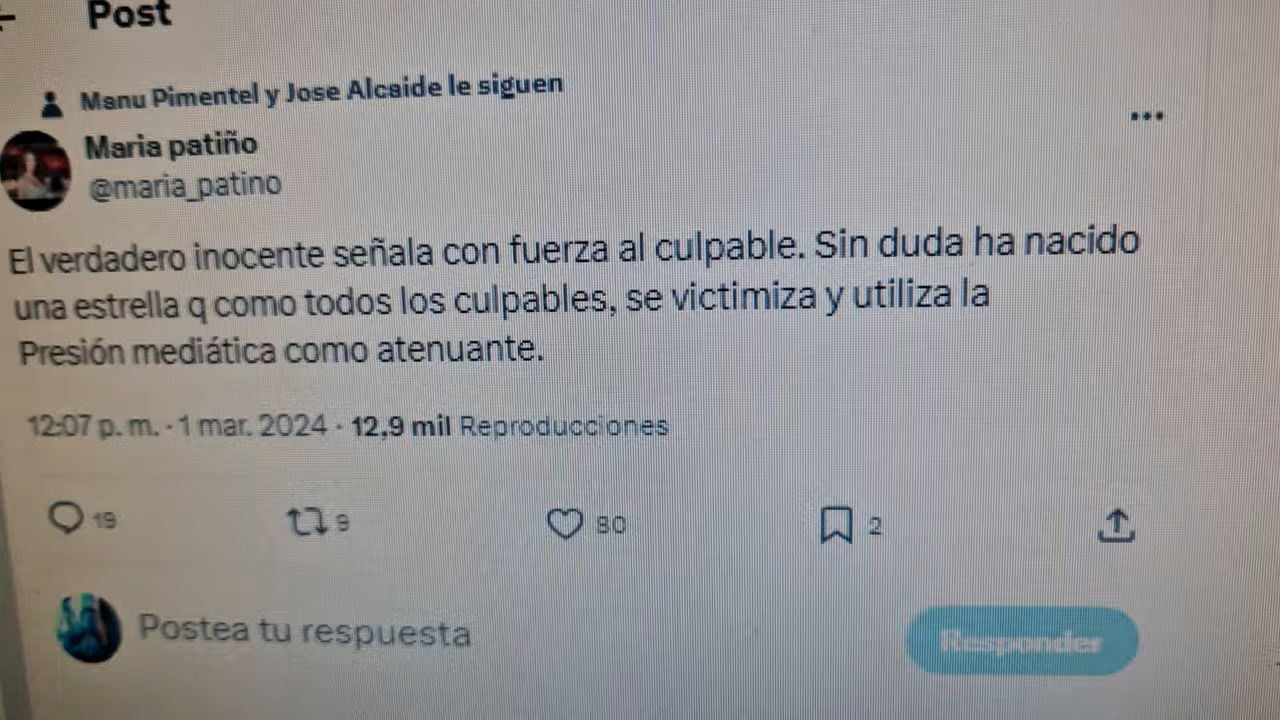 Post
Manu Pimentel y Jose Alcaide le siguen
Maria patiño
@maria_patino
El verdadero inocente señala con fuerza al culpable. Sin duda ha nacido
una estrella q como todos los culpables, se victimiza y utiliza la
Presión mediática como atenuante.
12:07 p. m. · 1 mar. 2024 · 12,9 mil Reproducciones
19 9 80 2
Postea tu respuesta
Responder